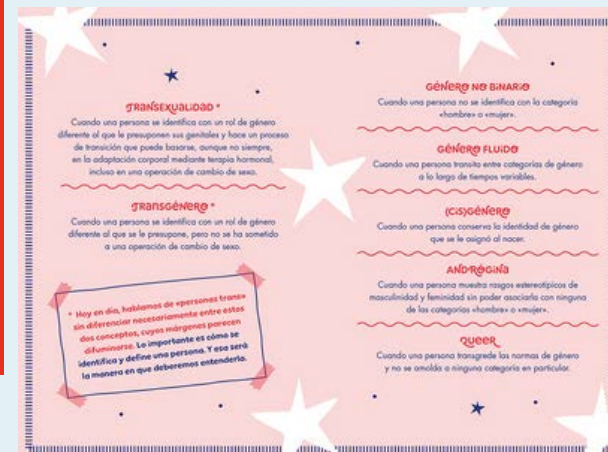 TRANSEXUALIDAD *
Cuando una persona se identifica con un rol de género
diferente al que le presuponen sus genitales y hace un proceso
de transición que puede basarse, aunque no siempre,
en la adaptación corporal mediante terapia hormonal,
incluso en una operación de cambio de sexo.
TRANSGÉNERO *
Cuando una persona se identifica con un rol de género
diferente al que se le presupone, pero no se ha sometido
a una operación de cambio de sexo.
* Hoy en día, hablamos de «personas trans»
sin diferenciar necesariamente entre estos
dos conceptos, cuyos márgenes parecen
difuminarse. Lo importante es cómo se
identifica y define una persona. Y esa será
la manera en que deberemos entenderla.
GÉNERO NO BINARIO
Cuando una persona no se identifica con la categoría
«hombre» o «mujer».
GÉNERO FLUIDO
Cuando una persona transita entre categorías de género
a lo largo de tiempos variables.
(CIS)GÉNERO
Cuando una persona conserva la identidad de género
que se le asignó al nacer.
ANDRÓGINA
Cuando una persona muestra rasgos estereotípicos de
masculinidad y feminidad sin poder asociarla con ninguna
de las categorías «hombre» o «mujer».
QUEER
Cuando una persona transgrede las normas de género
y no se amolda a ninguna categoría en particular.